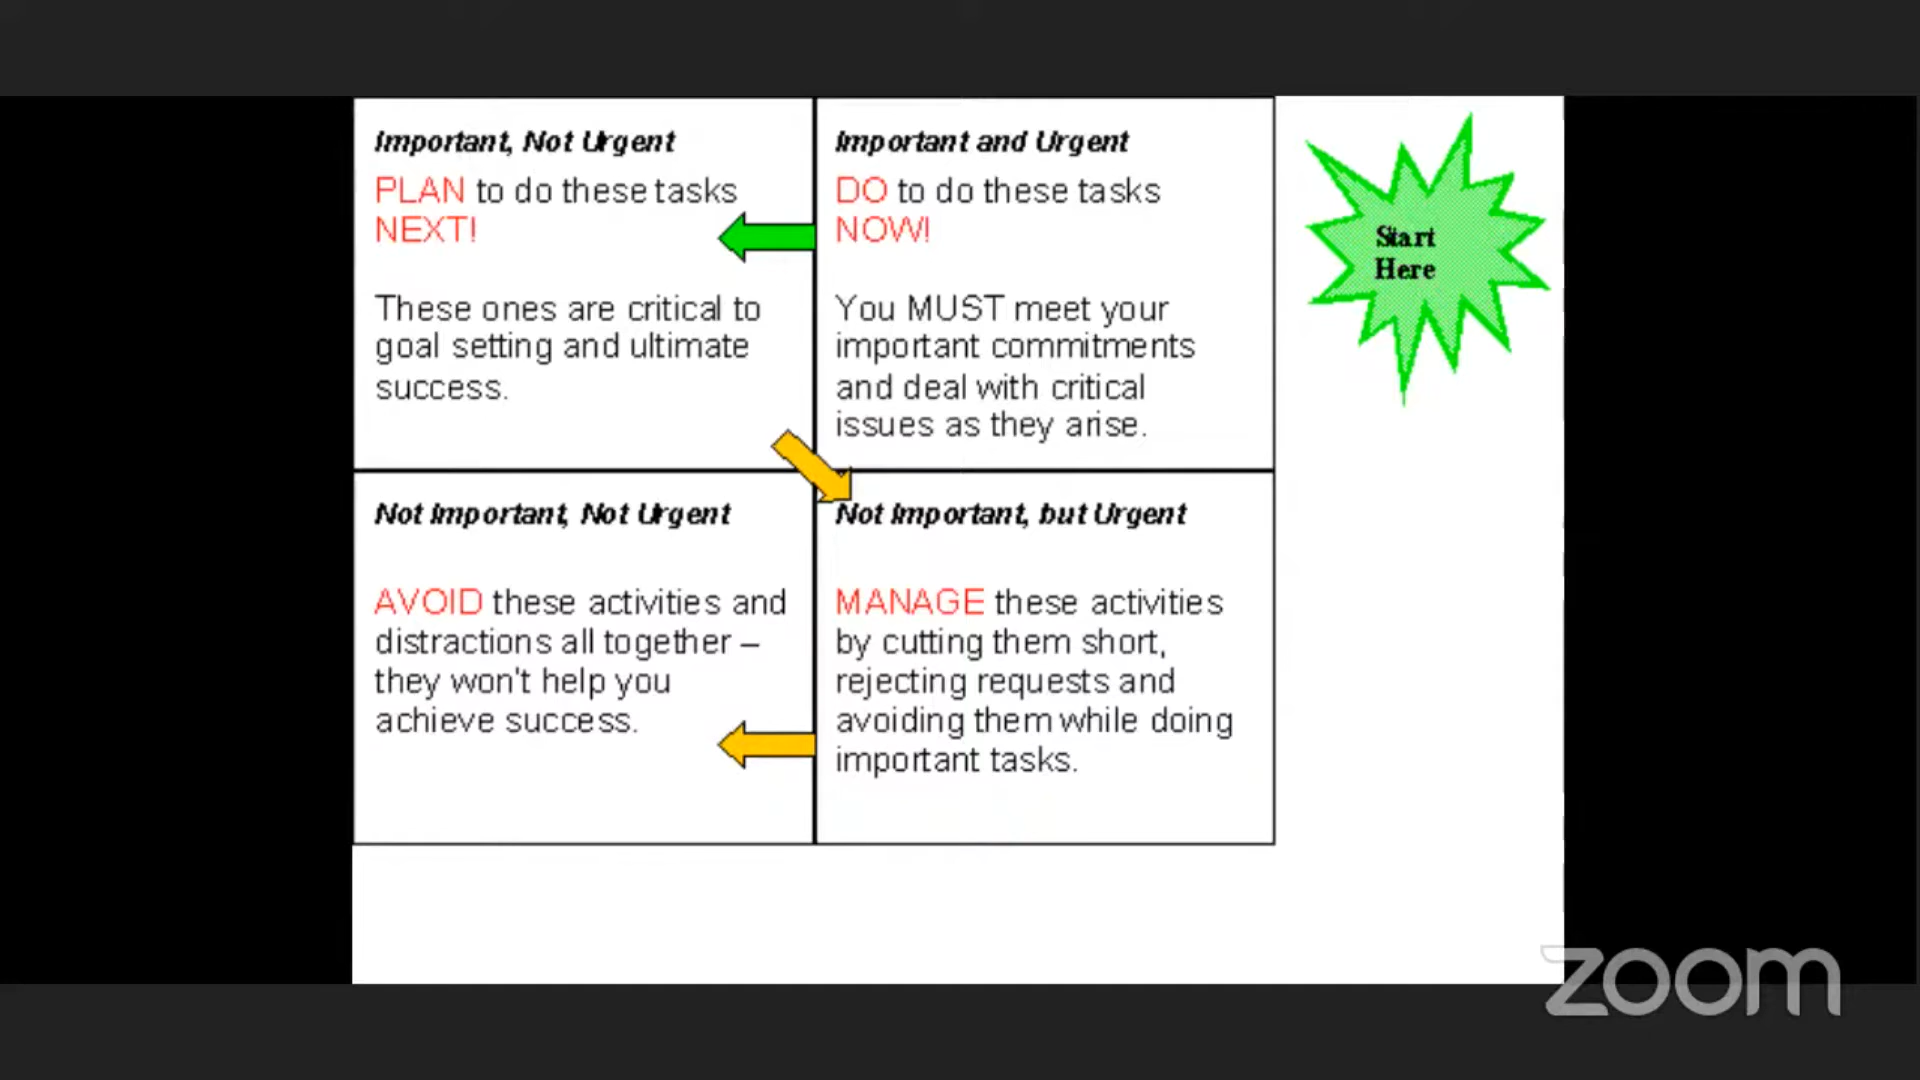 Important, Not Urgent
PLAN to do these tasks
NEXT!
These ones are critical to
goal setting and ultimate
success.
Important and Urgent
DO to do these tasks
NOW!
You MUST meet your
important commitments
and deal with critical
issues as they arise.
Start
Here
Not Important, Not Urgent
AVOID these activities and
distractions all together –
they won't help you
achieve success.
Not Important, but Urgent
MANAGE these activities
by cutting them short,
rejecting requests and
avoiding them while doing
important tasks.
zoom